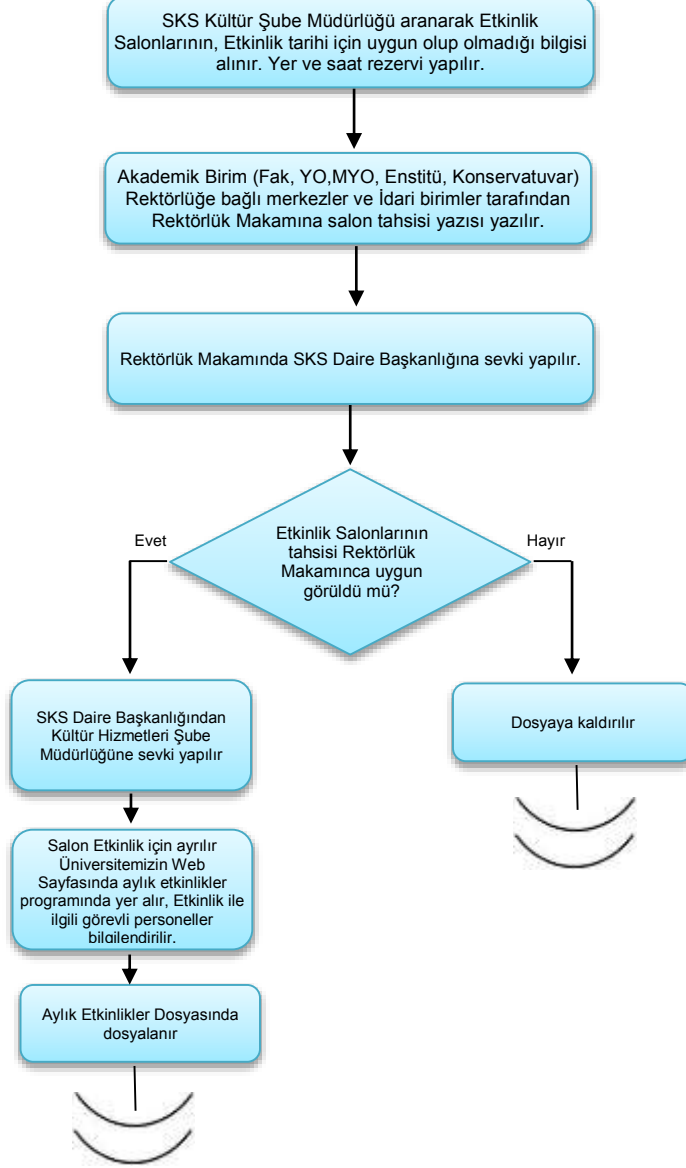 SKS Kültür Şube Müdürlüğü aranarak Etkinlik
Salonlarının, Etkinlik tarihi için uygun olup olmadığı bilgisi
alınır. Yer ve saat rezervi yapılır.
Akademik Birim (Fak, YO,MYO, Enstitü, Konservatuvar)
Rektörlüğe bağlı merkezler ve İdari birimler tarafından
Rektörlük Makamına salon tahsisi yazısı yazılır.
Rektörlük Makamında SKS Daire Başkanlığına sevki yapılır.
Etkinlik Salonlarının
tahsisi Rektörlük
Makamınca uygun
görüldü mü?
Evet
Hayır
SKS Daire Başkanlığından
Kültür Hizmetleri Şube
Müdürlüğüne sevki yapılır
Dosyaya kaldırılır
Salon Etkinlik için ayrılır
Üniversitemizin Web
Sayfasında aylık etkinlikler
programında yer alır, Etkinlik ile
ilgili görevli personeller
bilgilendirilir.
Aylık Etkinlikler Dosyasında
dosyalanır